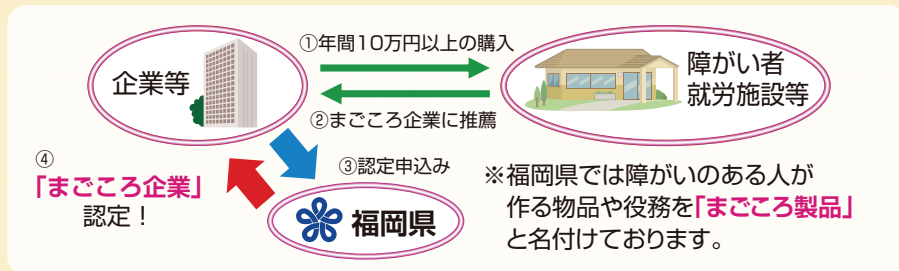 ①年間10万円以上の購入
企業等
障がい者
就労施設等
②まごころ企業に推薦
③認定申込み
④
「まごころ企業」
認定！
福岡県
※福岡県では障がいのある人が
作る物品や役務を「まごころ製品」
と名付けております。